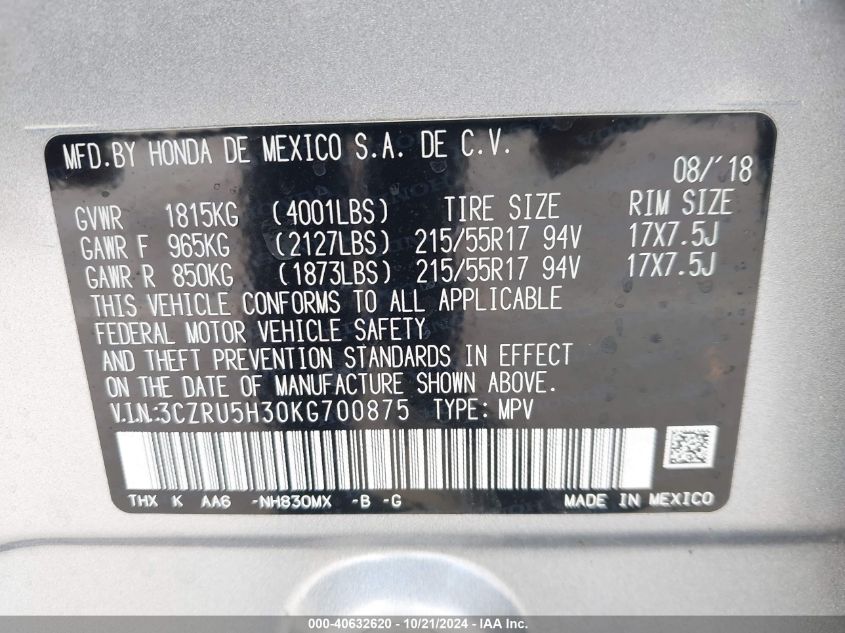 MFD.BY HONDA DE MEXICO S.A. DE C.V.
08/'18
GVWR 1815KG (4001LBS) TIRE SIZE RIM SIZE
GAWR F 965KG (2127LBS) 215/55R17 94V 17X7.5J
GAWR R 850KG (1873LBS) 215/55R17 94V 17X7.5J
THIS VEHICLE CONFORMS TO ALL APPLICABLE
FEDERAL MOTOR VEHICLE SAFETY
AND THEFT PREVENTION STANDARDS IN EFFECT
ON THE DATE OF MANUFACTURE SHOWN ABOVE.
V.I.N:3CZRU5H30KG700875 TYPE: MPV
THX K AA6 -NH830MX -B -G MADE IN MEXICO
000-40632620 - 10/21/2024 - IAA Inc.